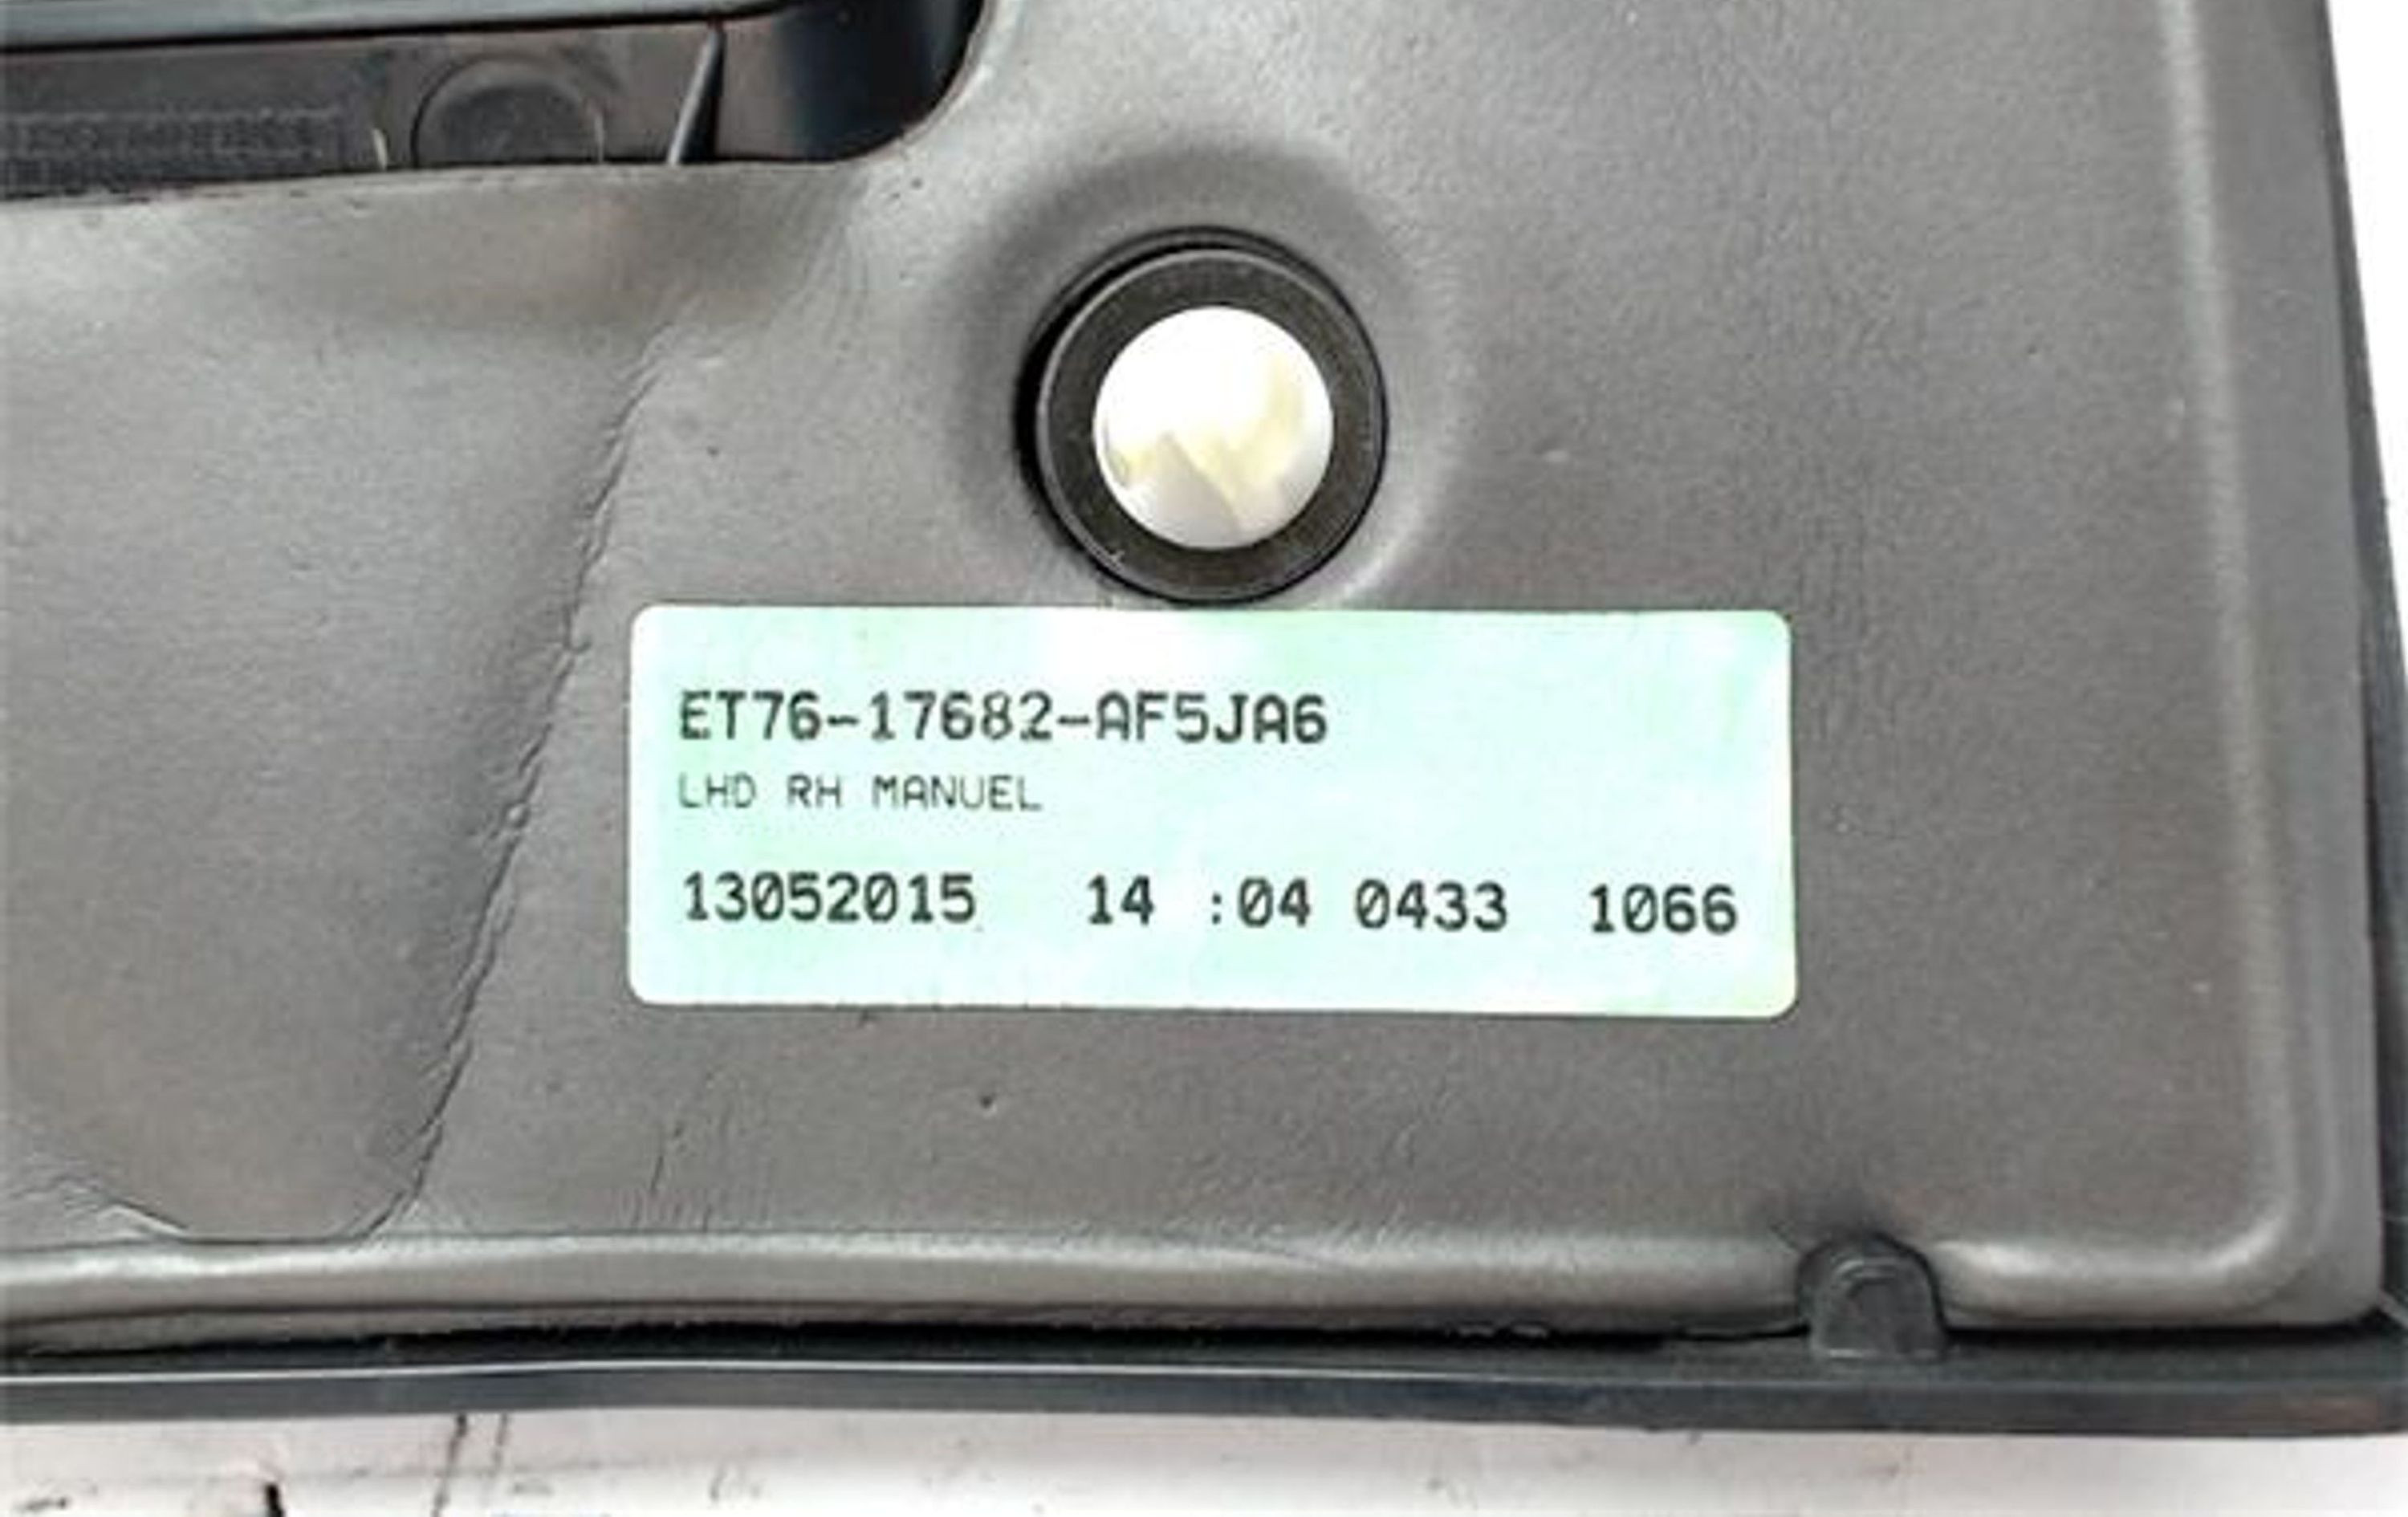 ET76-17682-AF5JA6
LHD RH MANUEL
13052015 14 :04 0433 1066